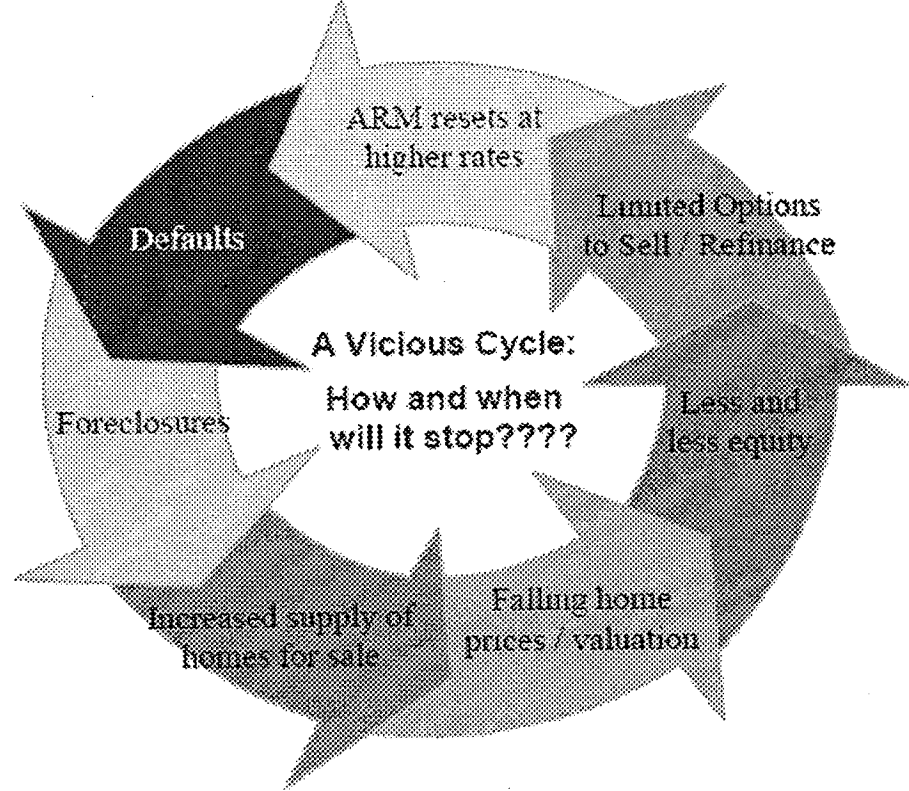 ARM resets at
higher rates
Limited Options
to Sell / Refinance
Defaults
A Vicious Cycle:
How and when
will it stop????
Less and
less equity
Foreclosures
Falling home
prices / valuation
Increased supply of
homes for sale